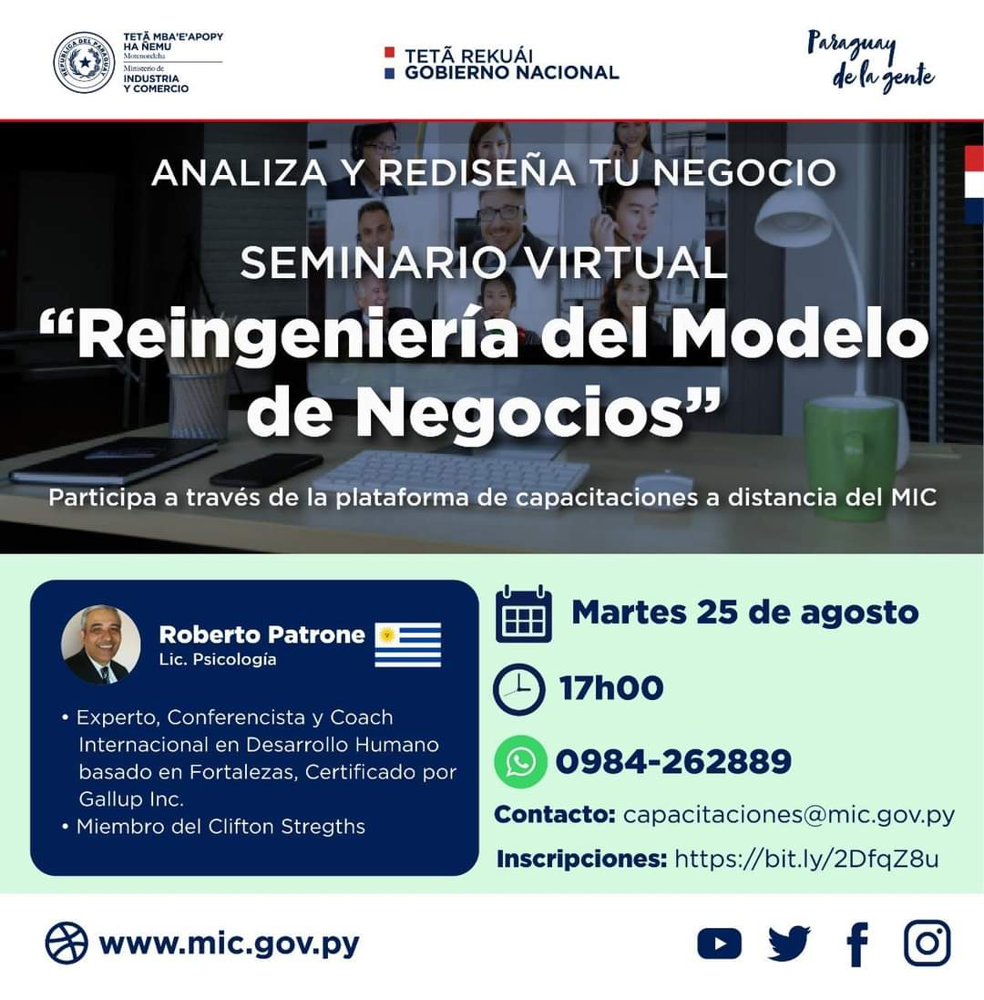 REPUBLICA DEL PARAGUAY
TETÃ MBA'E'APOPY
HA ÑEMU
Motenondeha
Ministerio de
INDUSTRIA
Y COMERCIO
TETÃ REKUÁI
GOBIERNO NACIONAL
Paraguay
de la gente
ANALIZA Y REDISEÑA TU NEGOCIO
SEMINARIO VIRTUAL
“Reingeniería del Modelo
de Negocios”
Participa a través de la plataforma de capacitaciones a distancia del MIC
Roberto Patrone
Lic. Psicología
• Experto, Conferencista y Coach
Internacional en Desarrollo Humano
basado en Fortalezas, Certificado por
Gallup Inc.
• Miembro del Clifton Stregths
Martes 25 de agosto
17h00
0984-262889
Contacto: capacitaciones@mic.gov.py
Inscripciones: https://bit.ly/2DfqZ8u
www.mic.gov.py